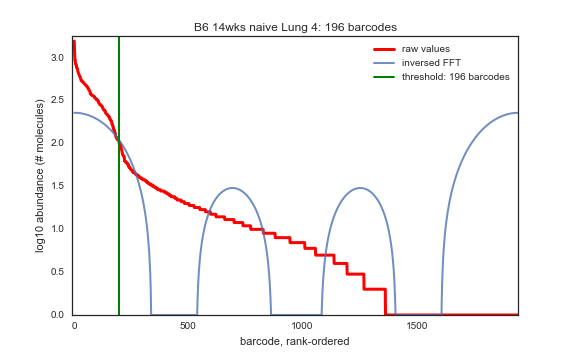 B6 14wks naive Lung 4: 196 barcodes
raw values
inversed FFT
threshold: 196 barcodes
log10 abundance (# molecules)
3.0
2.5
2.0
1.5
1.0
0.5
0.0
0 500 1000 1500
barcode, rank-ordered